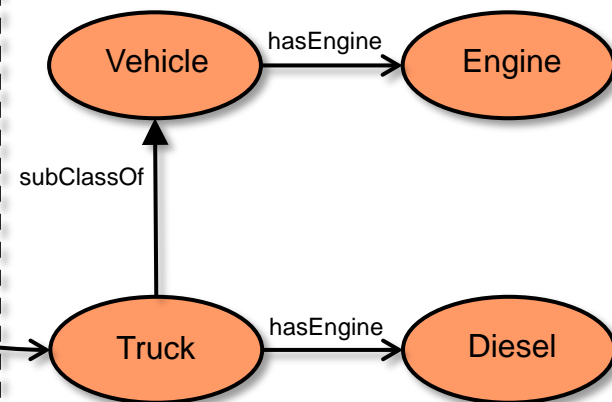 Vehicle
hasEngine
Engine
subClassOf
Truck
hasEngine
Diesel